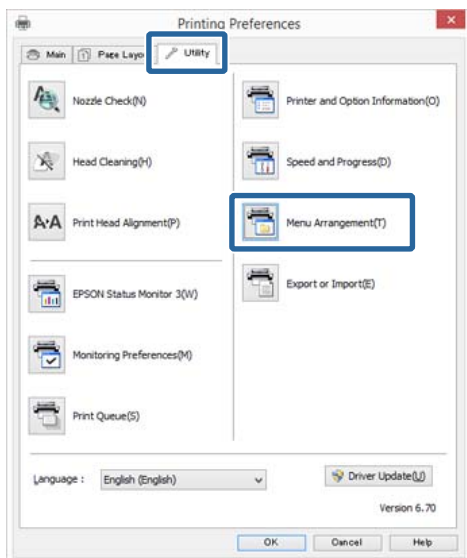 Printing Preferences
Main
Page Layo
Utility
Nozzle Check(N)
Printer and Option Information(O)
Head Cleaning(H)
Speed and Progress(D)
A·A Print Head Alignment(P)
Menu Arrangement(T)
EPSON Status Monitor 3(W)
Export or Import(E)
Monitoring Preferences(M)
Print Queue(S)
Language : English (English)
Driver Update(U)
Version 6.70
OK Cancel Help